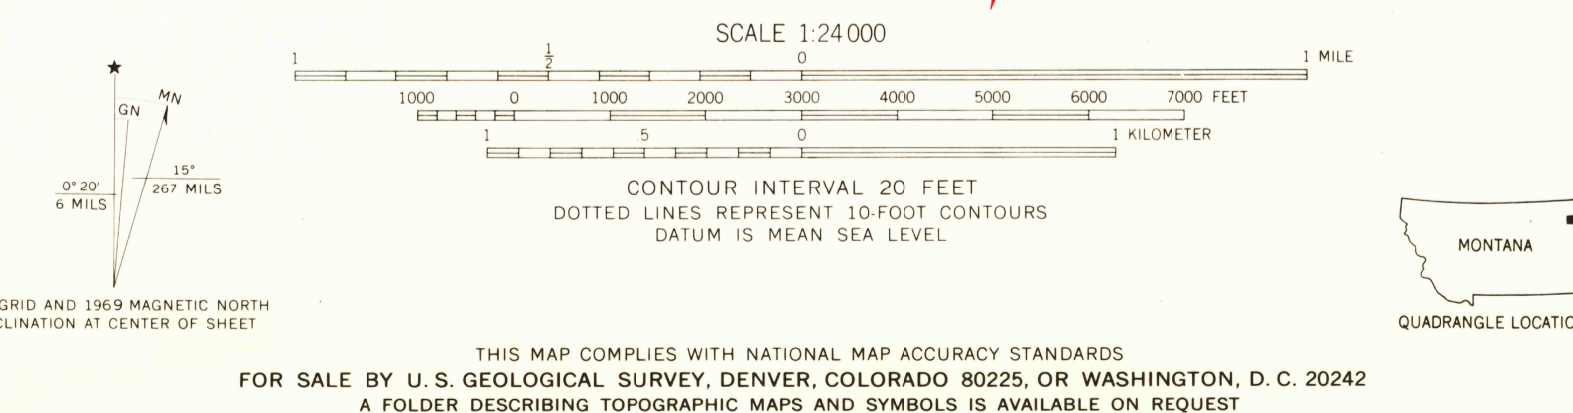 SCALE 1:24 000
1 1/2 0 1 MILE
1000 0 1000 2000 3000 4000 5000 6000 7000 FEET
1 .5 0 1 KILOMETER
CONTOUR INTERVAL 20 FEET
DOTTED LINES REPRESENT 10-FOOT CONTOURS
DATUM IS MEAN SEA LEVEL
★
GN
MN
0° 20'
6 MILS
15°
267 MILS
GRID AND 1969 MAGNETIC NORTH
CLINATION AT CENTER OF SHEET
MONTANA
QUADRANGLE LOCATIO
THIS MAP COMPLIES WITH NATIONAL MAP ACCURACY STANDARDS
FOR SALE BY U. S. GEOLOGICAL SURVEY, DENVER, COLORADO 80225, OR WASHINGTON, D. C. 20242
A FOLDER DESCRIBING TOPOGRAPHIC MAPS AND SYMBOLS IS AVAILABLE ON REQUEST